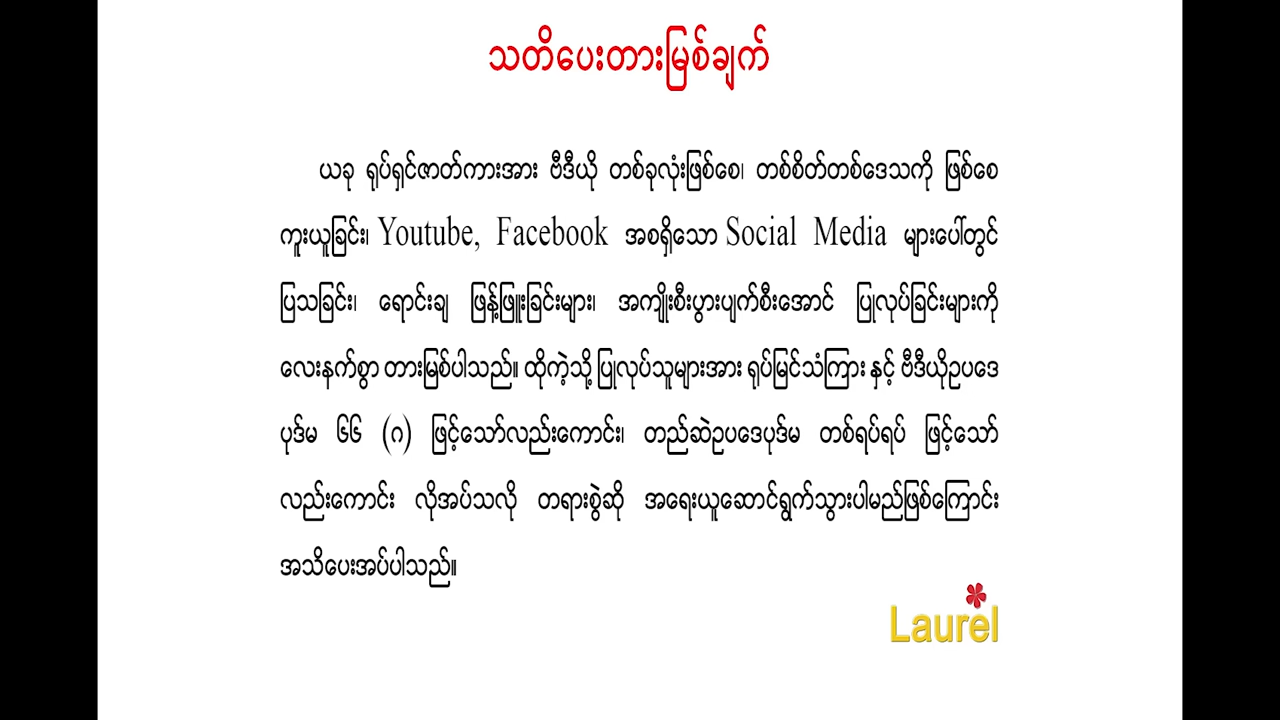 သတိပေးတားမြစ်ချက်
ယခု ရုပ်ရှင်ဇာတ်ကားအား ဗီဒီယို တစ်ခုလုံးဖြစ်စေ၊ တစ်စိတ်တစ်ဒေသကို ဖြစ်စေ
ကူးယူခြင်း၊ Youtube, Facebook အစရှိသော Social Media များပေါ်တွင်
ပြသခြင်း၊ ရောင်းချ ဖြန့်ဖြူးခြင်းများ၊ အကျိုးစီးပွားပျက်စီးအောင် ပြုလုပ်ခြင်းများကို
လေးနက်စွာ တားမြစ်ပါသည်။ ထိုကဲ့သို့ ပြုလုပ်သူများအား ရုပ်မြင်သံကြား နှင့် ဗီဒီယိုဥပဒေ
ပုဒ်မ ၆၆ (ဂ) ဖြင့်သော်လည်းကောင်း၊ တည်ဆဲဥပဒေပုဒ်မ တစ်ရပ်ရပ် ဖြင့်သော်
လည်းကောင်း လိုအပ်သလို တရားစွဲဆို အရေးယူဆောင်ရွက်သွားပါမည်ဖြစ်ကြောင်း
အသိပေးအပ်ပါသည်။
Laurel